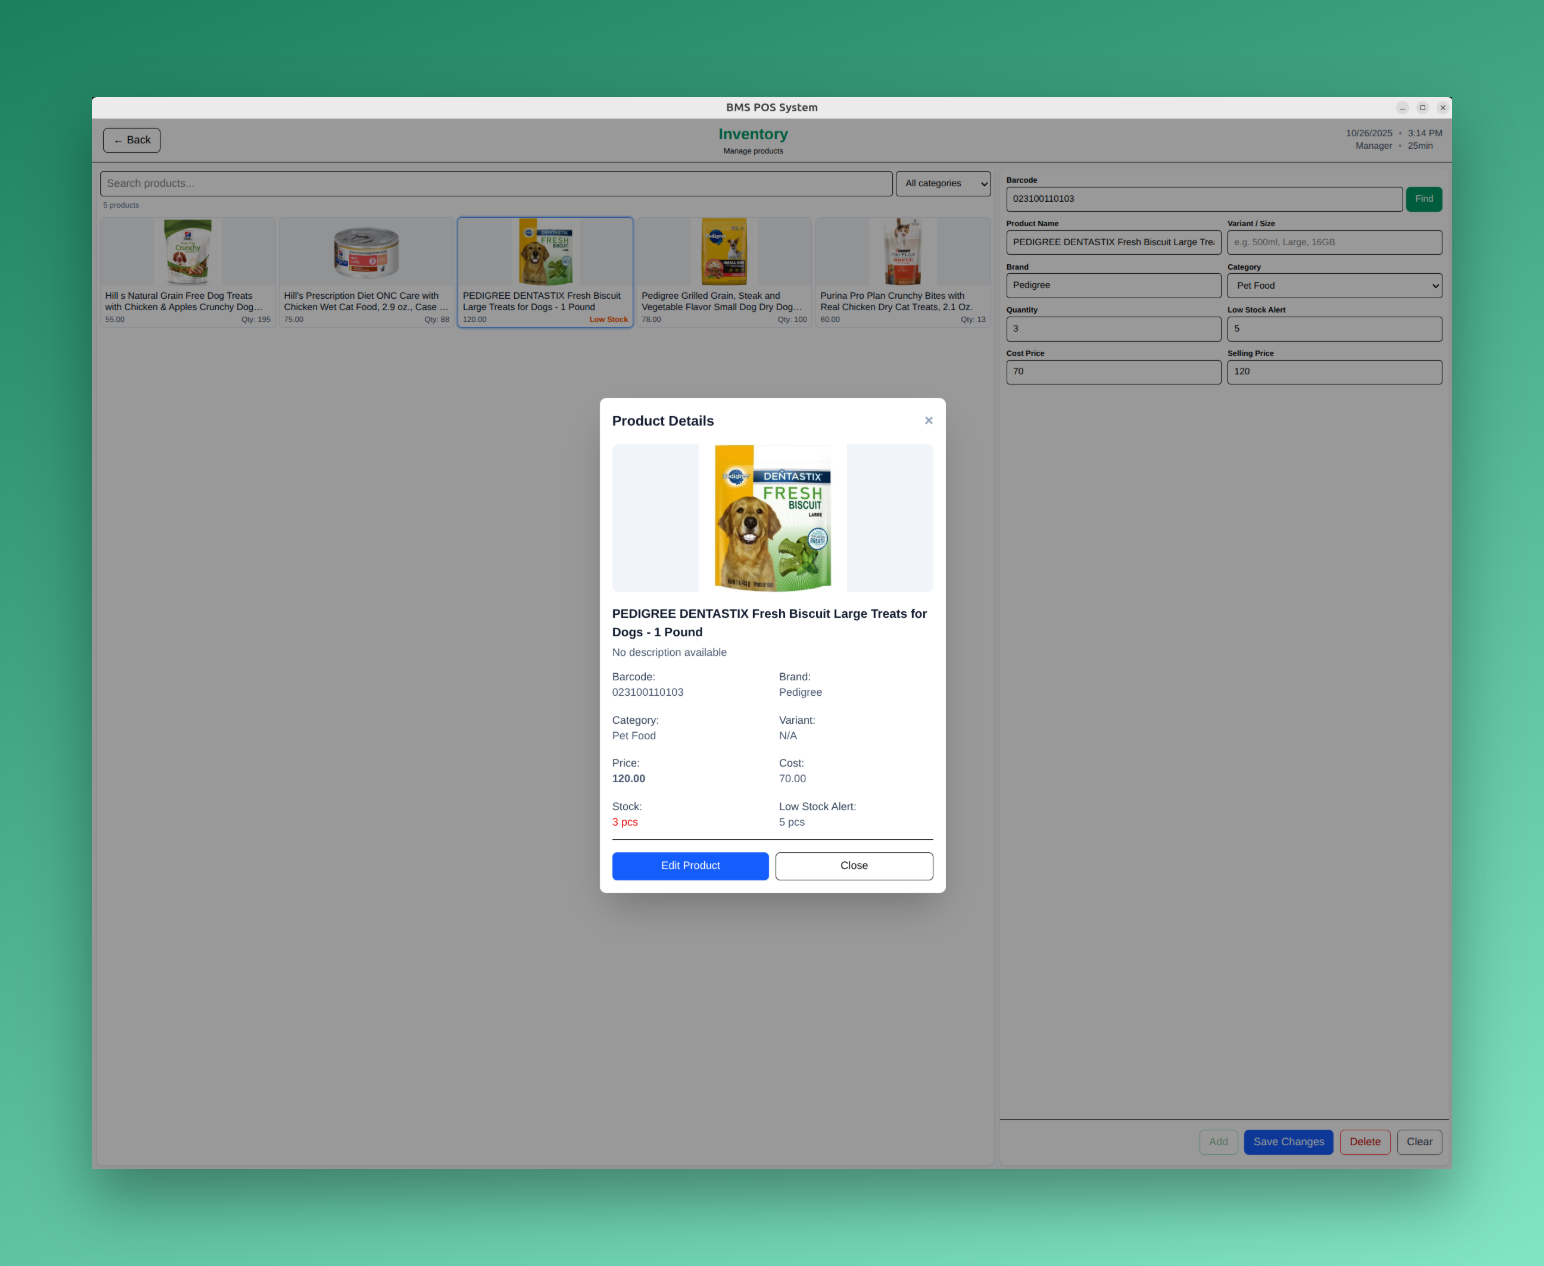 BMS POS System
← Back
Inventory
Manage products
10/26/2025 • 3:14 PM
Manager • 25min
Search products...
All categories
5 products
Hill s Natural Grain Free Dog Treats
with Chicken & Apples Crunchy Dog...
55.00 Qty: 195
Hill's Prescription Diet ONC Care with
Chicken Wet Cat Food, 2.9 oz., Case ...
75.00 Qty: 88
PEDIGREE DENTASTIX Fresh Biscuit
Large Treats for Dogs - 1 Pound
120.00 Low Stock
Pedigree Grilled Grain, Steak and
Vegetable Flavor Small Dog Dry Dog...
78.00 Qty: 100
Purina Pro Plan Crunchy Bites with
Real Chicken Dry Cat Treats, 2.1 Oz.
60.00 Qty: 13
Barcode
023100110103
Find
Product Name
PEDIGREE DENTASTIX Fresh Biscuit Large Trea
Variant / Size
e.g. 500ml, Large, 16GB
Brand
Pedigree
Category
Pet Food
Quantity
3
Low Stock Alert
5
Cost Price
70
Selling Price
120
Product Details
×
Pedigree
DENTASTIX
FRESH
BISCUIT
LARGE
PEDIGREE DENTASTIX Fresh Biscuit Large Treats for
Dogs - 1 Pound
No description available
Barcode:
023100110103
Brand:
Pedigree
Category:
Pet Food
Variant:
N/A
Price:
120.00
Cost:
70.00
Stock:
3 pcs
Low Stock Alert:
5 pcs
Edit Product
Close
Add
Save Changes
Delete
Clear